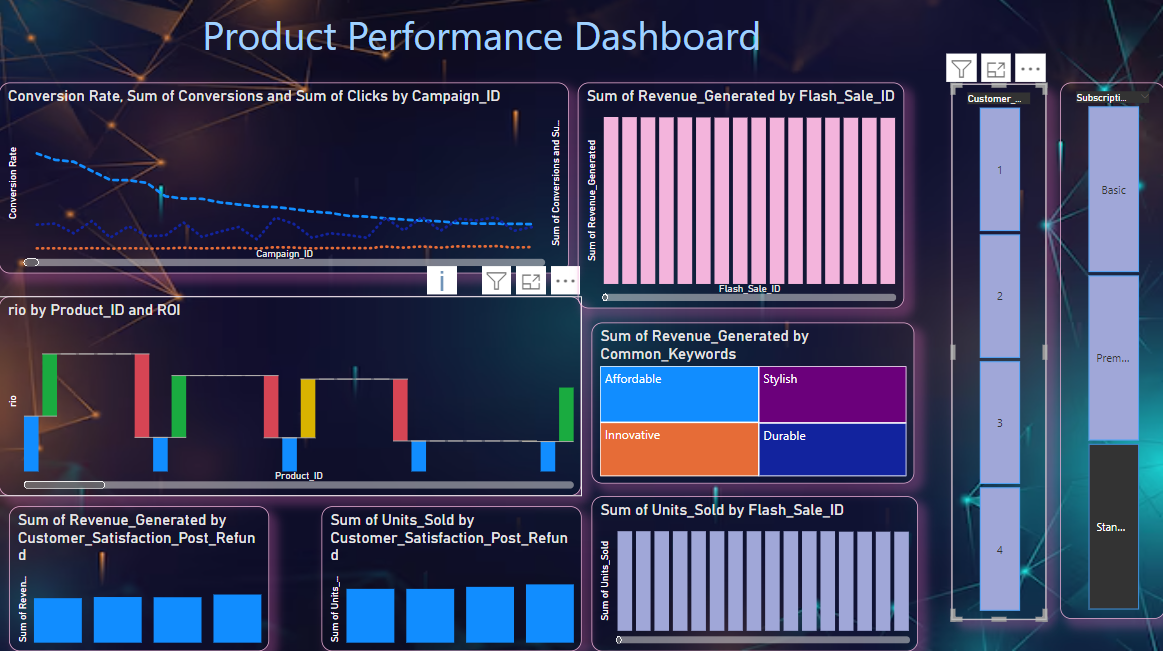 Product Performance Dashboard
Conversion Rate, Sum of Conversions and Sum of Clicks by Campaign_ID
Conversion Rate
Sum of Conversions and Su...
Campaign_ID
Sum of Revenue_Generated by Flash_Sale_ID
Sum of Revenue_Generated
Flash_Sale_ID
Customer_...
1
2
3
4
Subscripti...
Basic
Prem...
Stan...
rio by Product_ID and ROI
rio
Product_ID
Sum of Revenue_Generated by
Common_Keywords
Affordable
Stylish
Innovative
Durable
Sum of Revenue_Generated by
Customer_Satisfaction_Post_Refun
d
Sum of Reven...
Sum of Units_Sold by
Customer_Satisfaction_Post_Refun
d
Sum of Units_...
Sum of Units_Sold by Flash_Sale_ID
Sum of Units_Sold